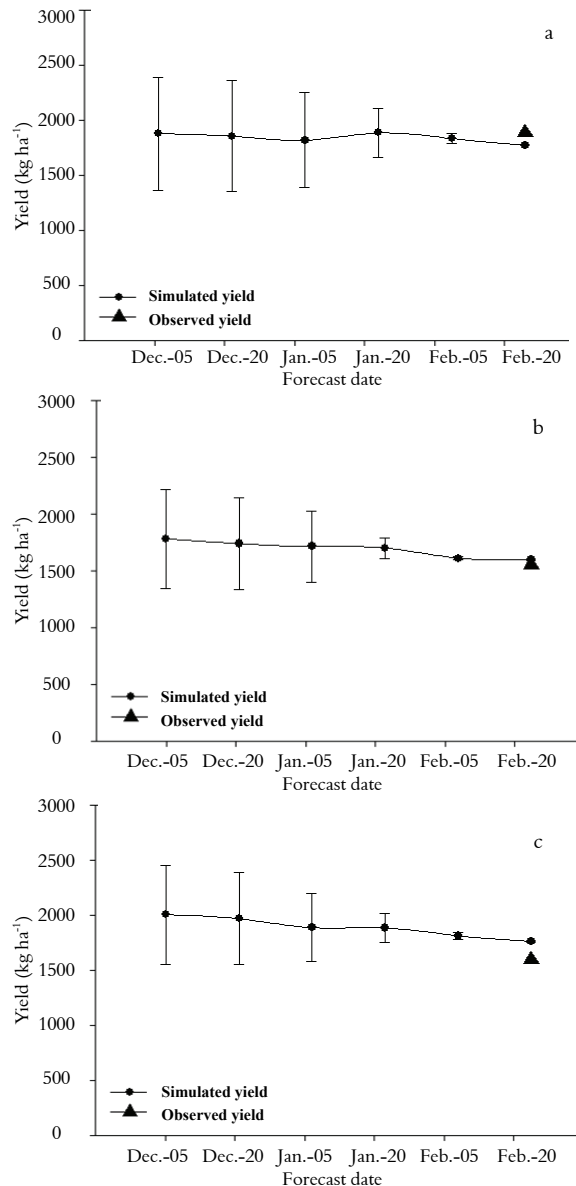 a
3000
2500
2000
1500
1000
500
0
Yield (kg ha⁻¹)
Simulated yield
Observed yield
Dec.-05 Dec.-20 Jan.-05 Jan.-20 Feb.-05 Feb.-20
Forecast date
b
3000
2500
2000
1500
1000
500
0
Yield (kg ha⁻¹)
Simulated yield
Observed yield
Dec.-05 Dec.-20 Jan.-05 Jan.-20 Feb.-05 Feb.-20
Forecast date
c
3000
2500
2000
1500
1000
500
0
Yield (kg ha⁻¹)
Simulated yield
Observed yield
Dec.-05 Dec.-20 Jan.-05 Jan.-20 Feb.-05 Feb.-20
Forecast date